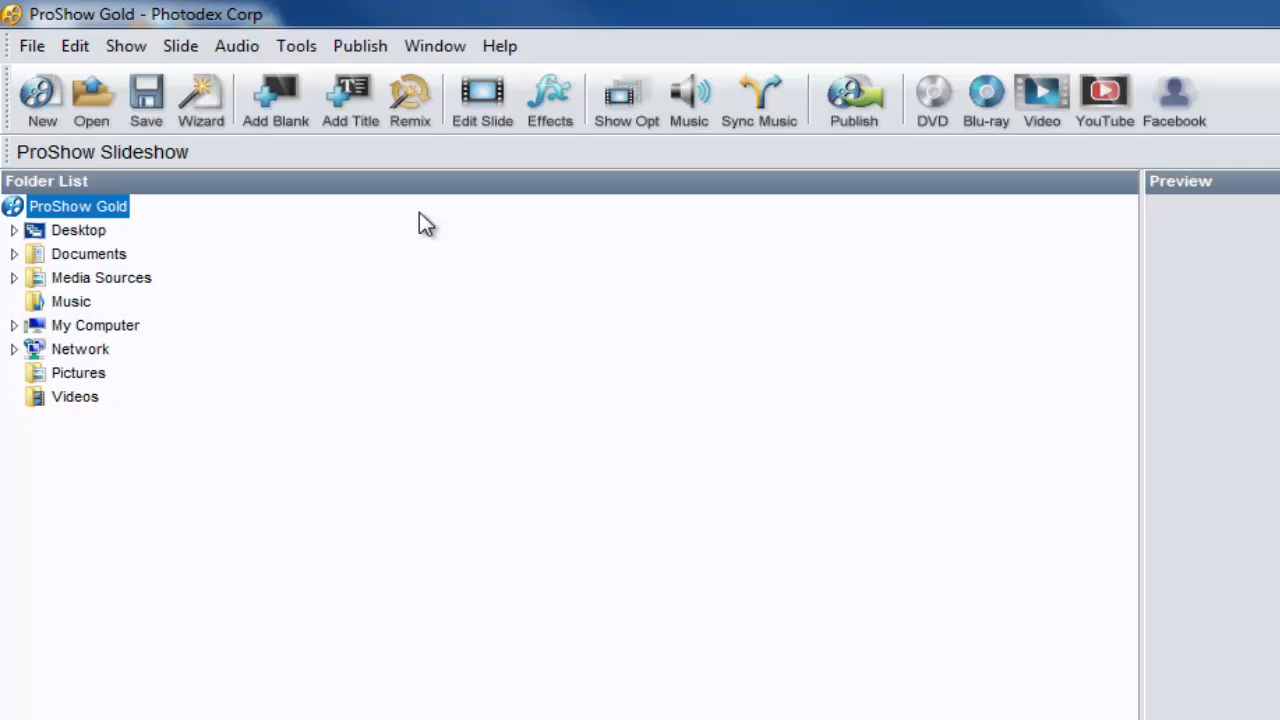 ProShow Gold - Photodex Corp
File Edit Show Slide Audio Tools Publish Window Help
New Open Save Wizard Add Blank Add Title Remix Edit Slide Effects Show Opt Music Sync Music Publish DVD Blu-ray Video YouTube Facebook
ProShow Slideshow
Folder List Preview
ProShow Gold
Desktop
Documents
Media Sources
Music
My Computer
Network
Pictures
Videos